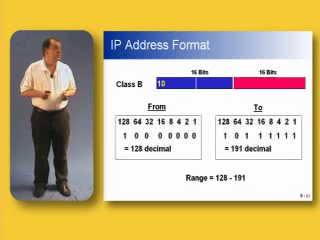 IP Address Format
16 Bits 16 Bits
Class B 10
From To
128 64 32 16 8 4 2 1 128 64 32 16 8 4 2 1
1 0 0 0 0 0 0 0 1 0 1 1 1 1 1 1
= 128 decimal = 191 decimal
Range = 128 - 191